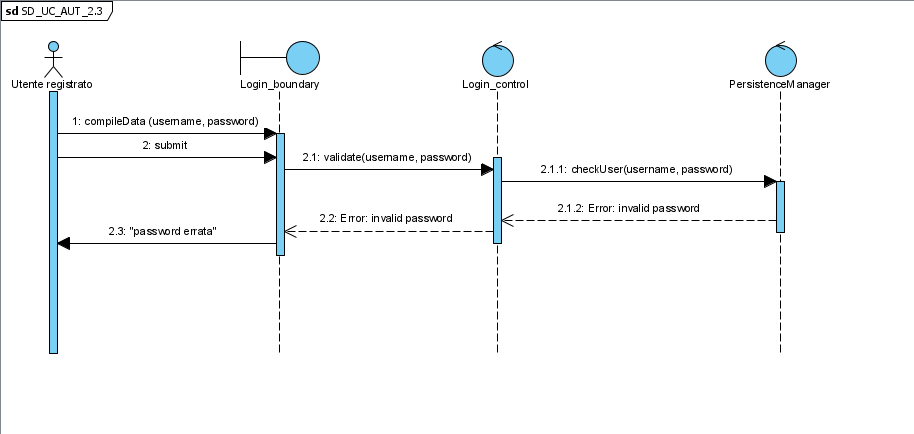 sd SD_UC_AUT_2.3
Utente registrato
Login_boundary
Login_control
PersistenceManager
1: compileData (username, password)
2: submit
2.1: validate(username, password)
2.1.1: checkUser(username, password)
2.1.2: Error: invalid password
2.2: Error: invalid password
2.3: "password errata"